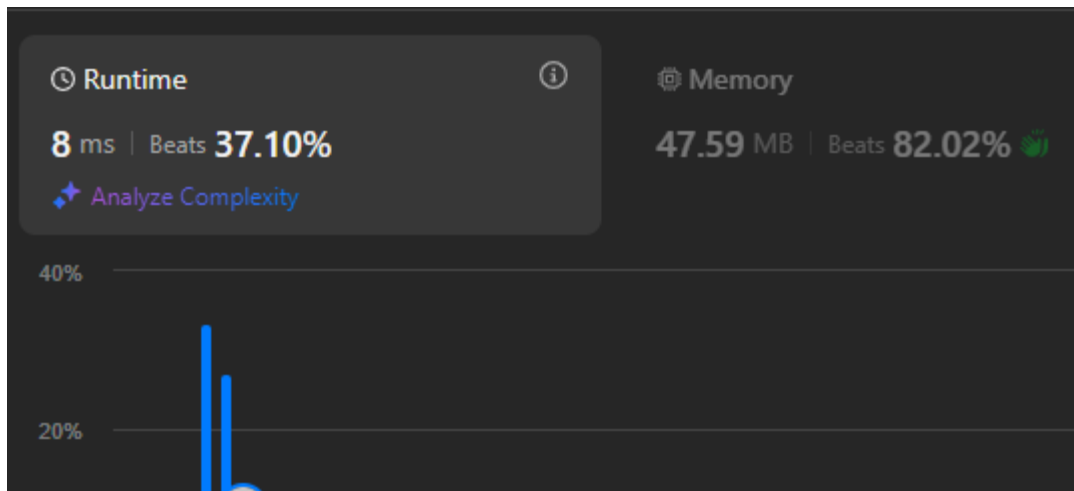 Runtime
8 ms | Beats 37.10%
Analyze Complexity
Memory
47.59 MB | Beats 82.02%
40%
20%